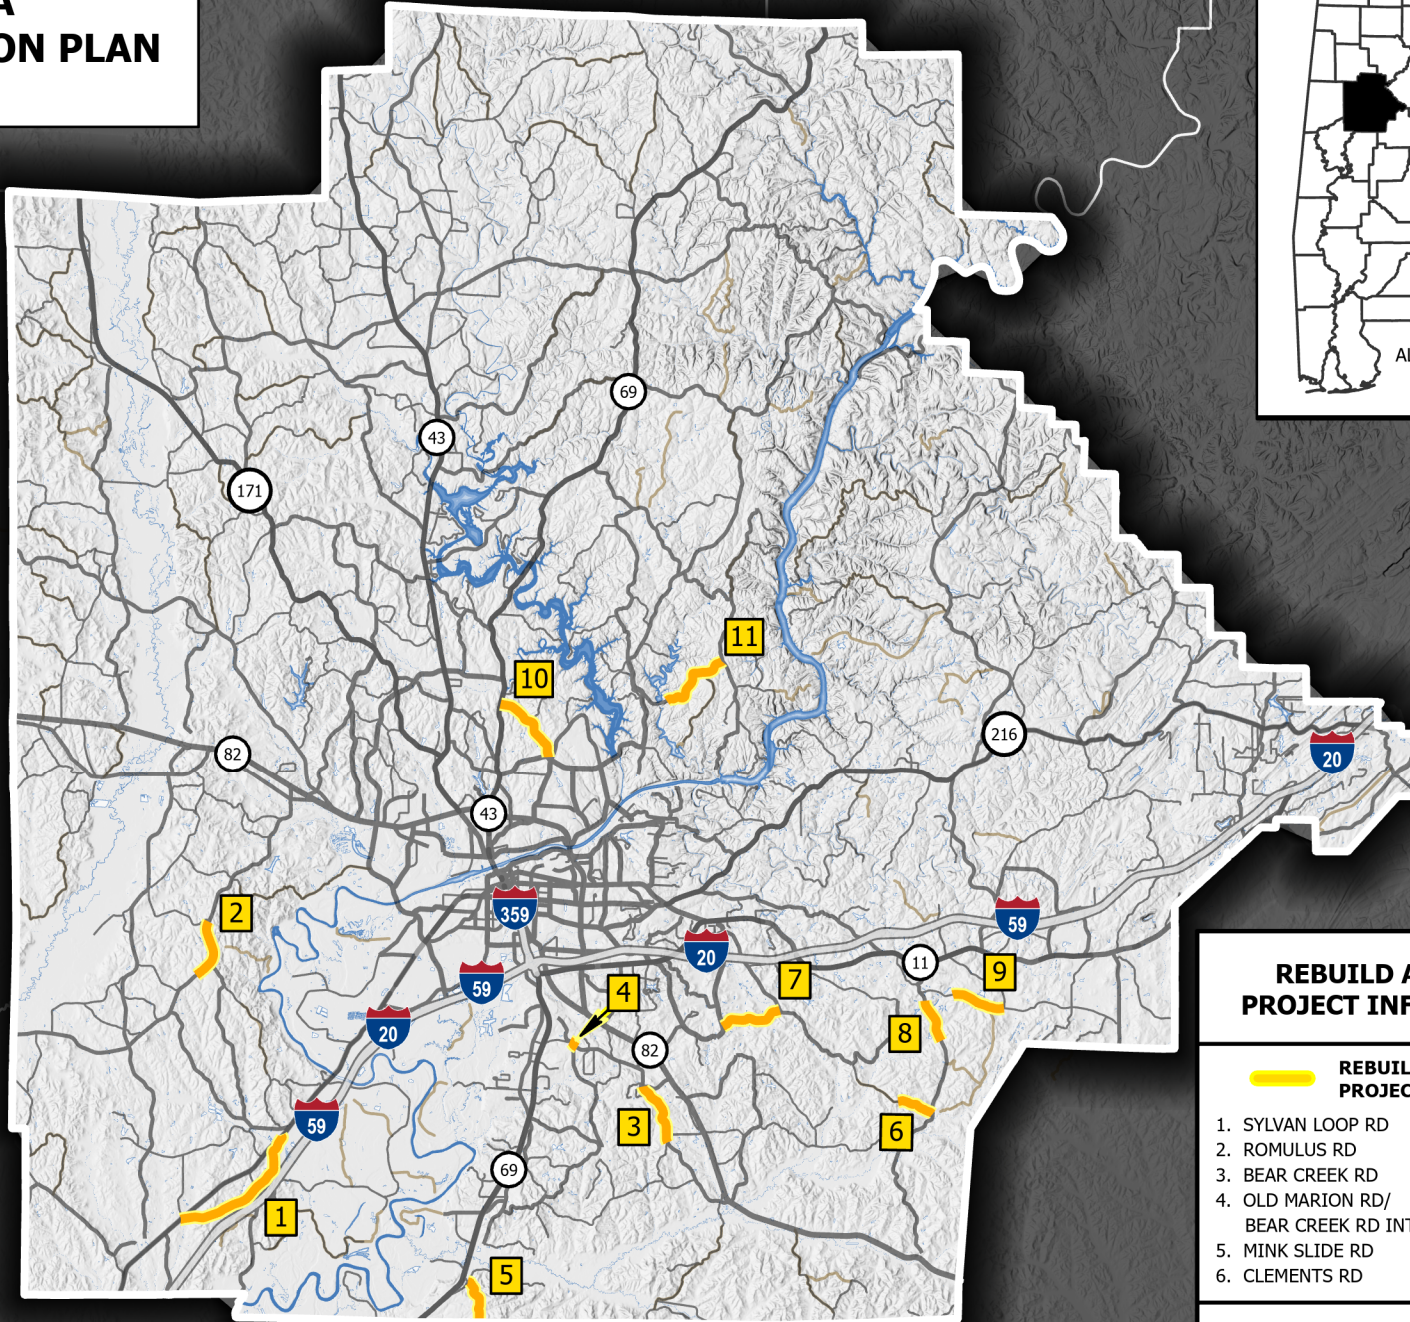 A
ON PLAN
AL
69
43
171
11
10
216
20
82
43
2
359
59
20
11
9
59
4
7
20
8
82
59
3
6
69
1
5
REBUILD A
PROJECT INF
REBUIL
PROJEC
1. SYLVAN LOOP RD
2. ROMULUS RD
3. BEAR CREEK RD
4. OLD MARION RD/
BEAR CREEK RD INT
5. MINK SLIDE RD
6. CLEMENTS RD